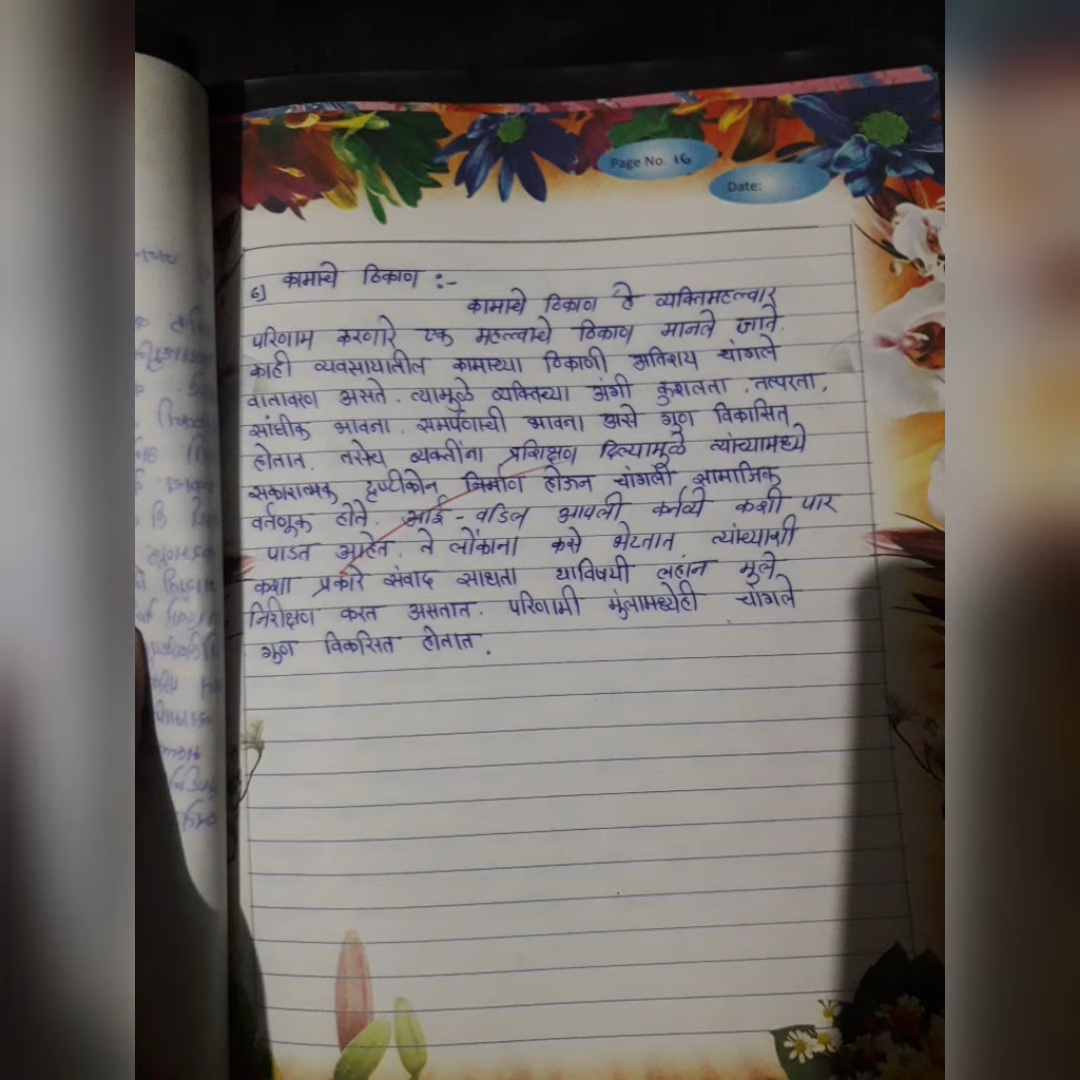 Page No. 16
Date:
6] कामाचे ठिकाण :-
कामाचे ठिकाण हे व्यक्तिमहत्वार
परिणाम करणारे एक महत्वाचे ठिकाण मानले जाते.
काही व्यवसायातील कामाच्या ठिकाणी अतिशय चांगले
वातावरण असते. त्यामुळे व्यक्तिच्या अंगी कुशलता, तत्परता,
सांघीक भावना, समर्पणाची भावना असे गुण विकासित
होतात. तसेच व्यक्तींना प्रशिक्षण दिल्यामुळे त्यांच्यामध्ये
सकारात्मक दृष्टीकोन निर्माण होऊन चांगली सामाजिक
वर्तणूक होते. आई - वडिल आपली कर्तव्ये कशी पार
पाडत आहेत. ते लोंकाना कसे भेटतात त्यांच्याशी
कशा प्रकारे संवाद साधता याविषयी लहान मुले
निरीक्षण करत असतात. परिणामी मुंलामध्येही चांगले
गुण विकसित होतात.